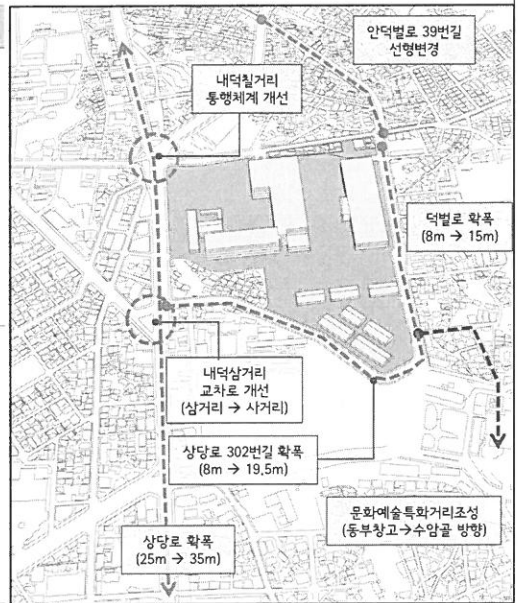 안덕벌로 39번길
선형변경
내덕칠거리
통행체계 개선
덕벌로 확폭
(8m → 15m)
내덕삼거리
교차로 개선
(삼거리 → 사거리)
상당로 302번길 확폭
(8m → 19.5m)
문화예술특화거리조성
(동부창고→수암골 방향)
상당로 확폭
(25m → 35m)